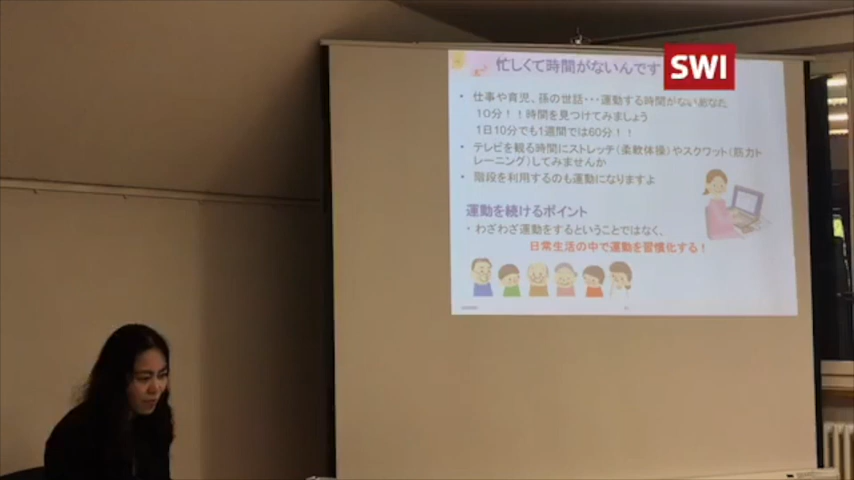 忙しくて時間がないんです
SWI
• 仕事や育児、孫の世話・・・運動する時間がないあなた
10分！！時間を見つけてみましょう
1日10分でも1週間では60分！！
• テレビを観る時間にストレッチ（柔軟体操）やスクワット（筋力ト
レーニング）してみませんか
• 階段を利用するのも運動になりますよ
運動を続けるポイント
・わざわざ運動をするということではなく、
日常生活の中で運動を習慣化する！